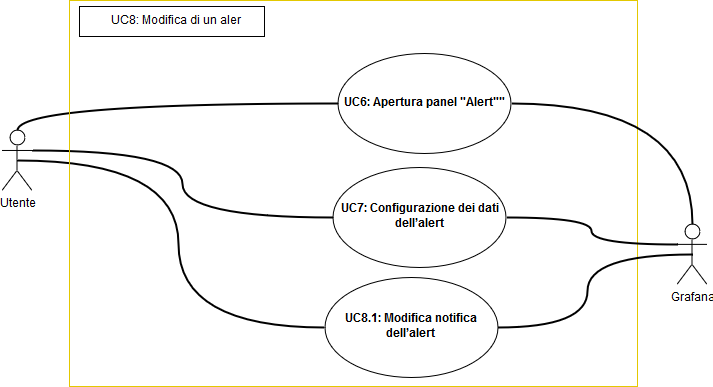 UC8: Modifica di un aler
UC6: Apertura panel "Alert""
UC7: Configurazione dei dati
dell'alert
UC8.1: Modifica notifica
dell'alert
Utente
Grafana